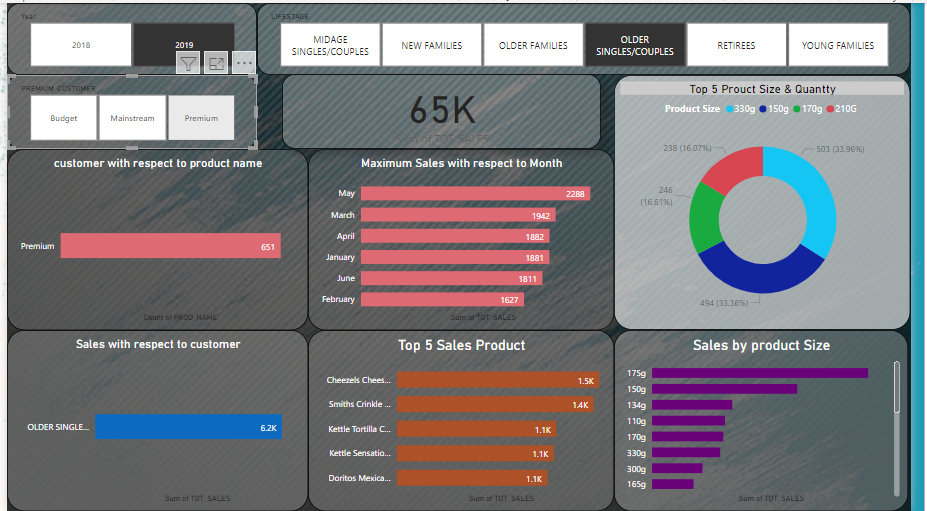 Year
2018
2019
LIFESTAGE
MIDAGE
SINGLES/COUPLES
NEW FAMILIES
OLDER FAMILIES
OLDER
SINGLES/COUPLES
RETIREES
YOUNG FAMILIES
PREMIUM_CUSTOMER
Budget
Mainstream
Premium
65K
Sum of TOT_SALES
Top 5 Prouct Size & Quantty
Product Size 330g 150g 170g 210G
238 (16.07%)
503 (33.96%)
246
(16.61%)
494 (33.36%)
customer with respect to product name
Premium
651
Count of PROD_NAME
Maximum Sales with respect to Month
May 2288
March 1942
April 1882
January 1881
June 1811
February 1627
Sum of TOT_SALES
Sales with respect to customer
OLDER SINGLE... 6.2K
Sum of TOT_SALES
Top 5 Sales Product
Cheezels Chees... 1.5K
Smiths Crinkle ... 1.4K
Kettle Tortilla C... 1.1K
Kettle Sensatio... 1.1K
Doritos Mexica... 1.1K
Sum of TOT_SALES
Sales by product Size
175g
150g
134g
110g
170g
330g
300g
165g
Sum of TOT_SALES